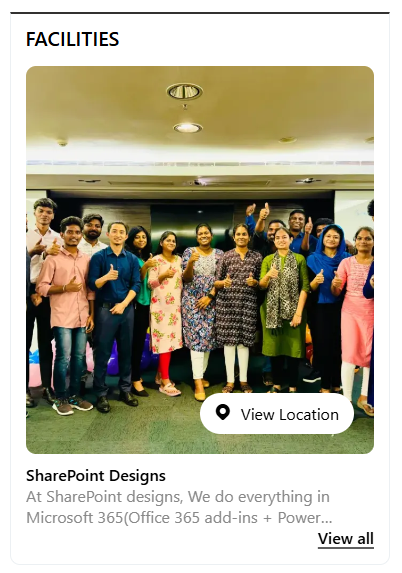 FACILITIES
View Location
SharePoint Designs
At SharePoint designs, We do everything in
Microsoft 365(Office 365 add-ins + Power...
View all